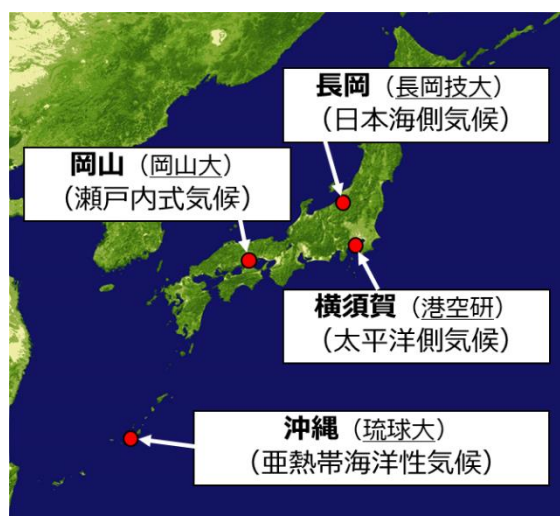 長岡（長岡技大）
（日本海側気候）
岡山（岡山大）
（瀬戸内式気候）
横須賀（港空研）
（太平洋側気候）
沖縄（琉球大）
（亜熱帯海洋性気候）